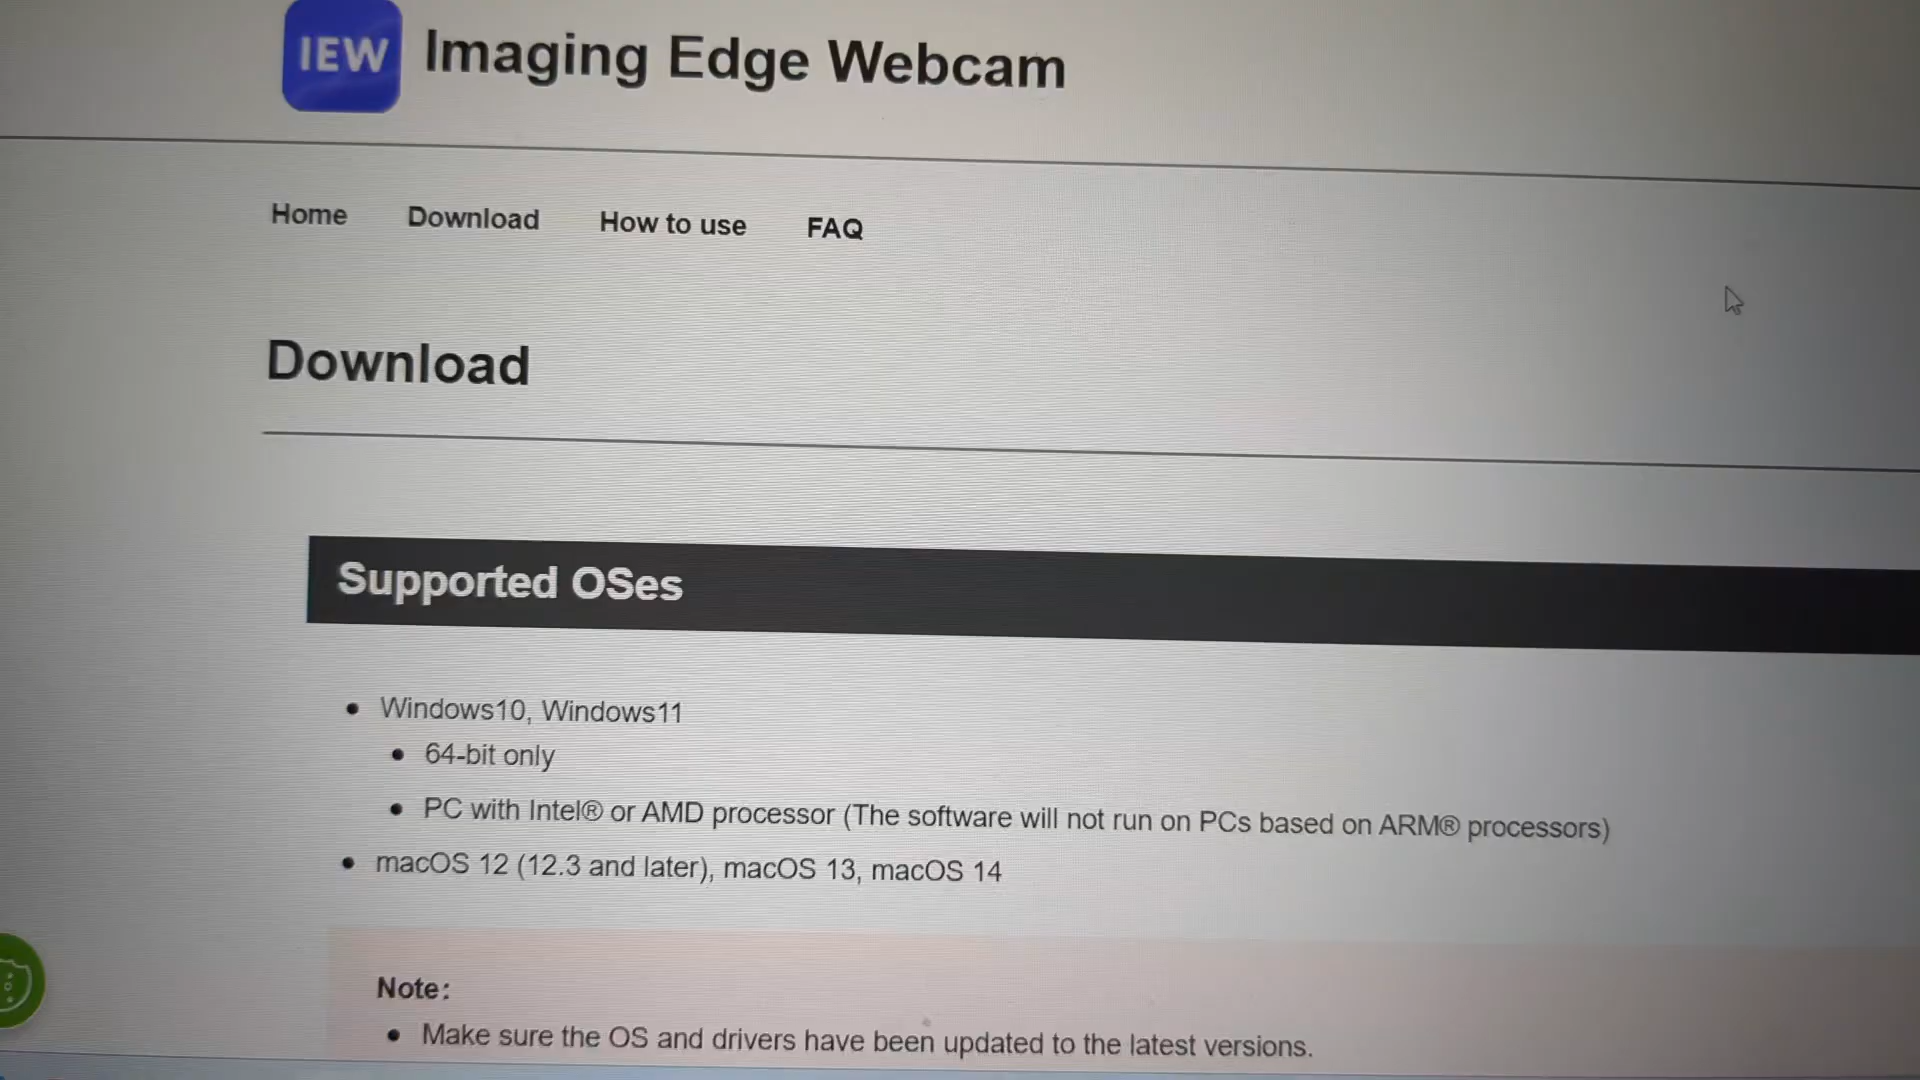 IEW Imaging Edge Webcam
Home Download How to use FAQ
Download
Supported OSes
Windows10, Windows11
64-bit only
PC with Intel® or AMD processor (The software will not run on PCs based on ARM® processors)
macOS 12 (12.3 and later), macOS 13, macOS 14
Note:
Make sure the OS and drivers have been updated to the latest versions.